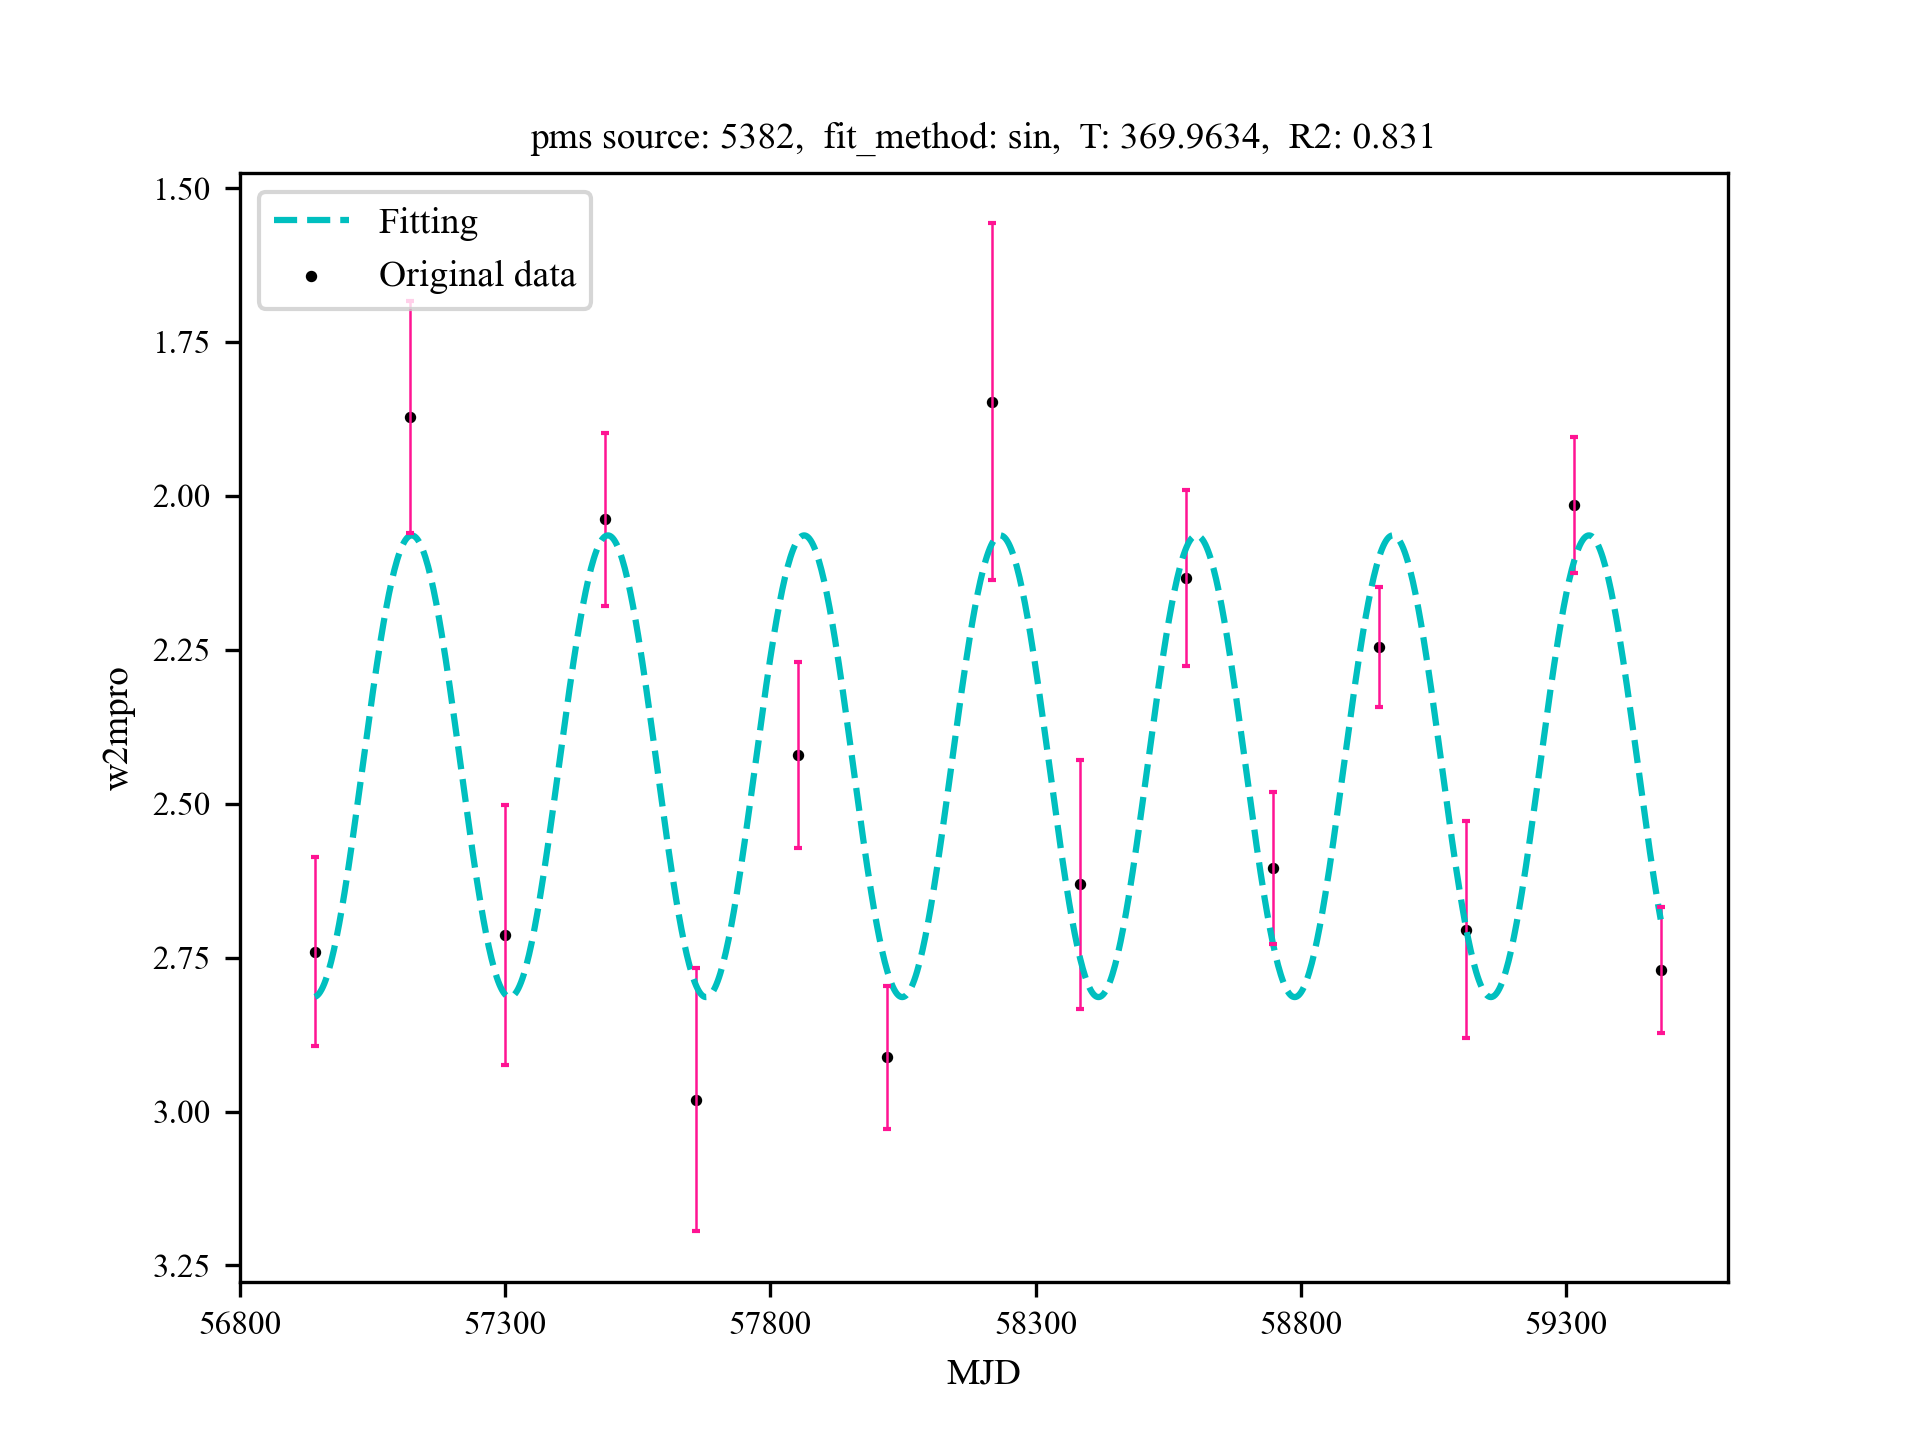 pms source: 5382,  fit_method: sin,  T: 369.9634,  R2: 0.831
Fitting
Original data
1.50
1.75
2.00
2.25
2.50
2.75
3.00
3.25
w2mpro
56800 57300 57800 58300 58800 59300
MJD